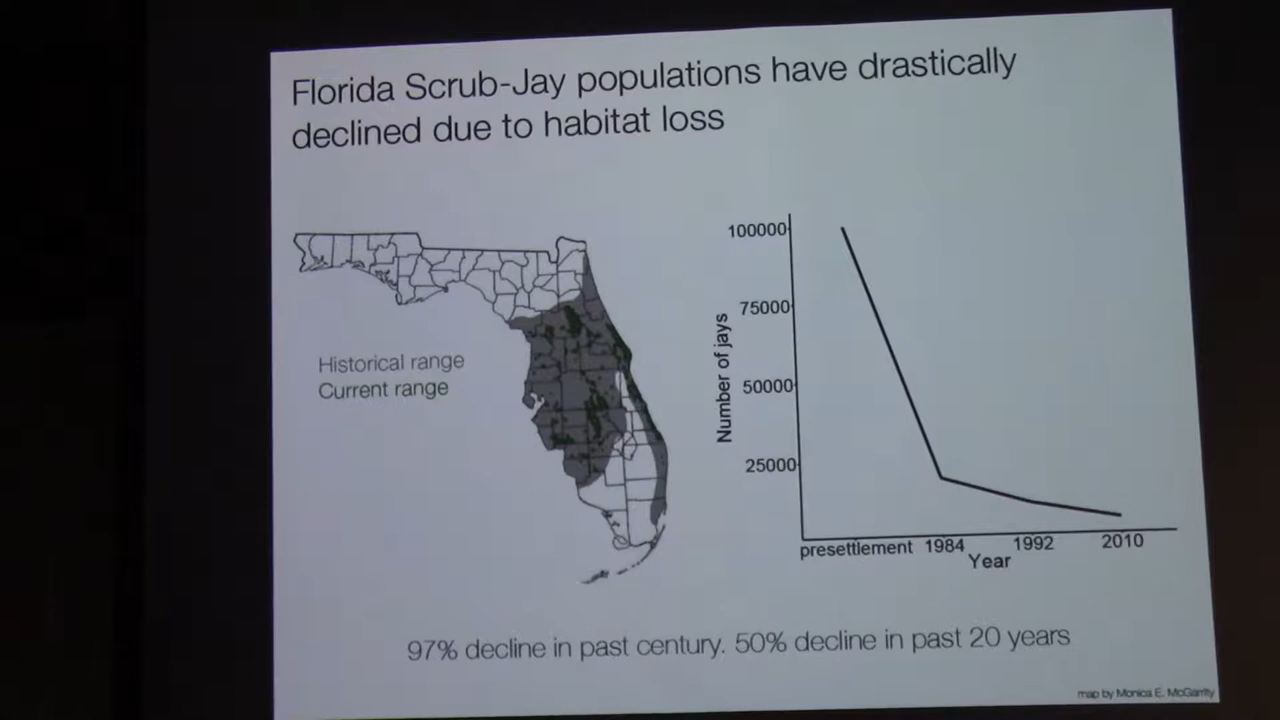 Florida Scrub-Jay populations have drastically
declined due to habitat loss
Historical range
Current range
Number of jays
100000
75000
50000
25000
presettlement 1984 1992 2010
Year
97% decline in past century. 50% decline in past 20 years
map by Monica E. McGarrity